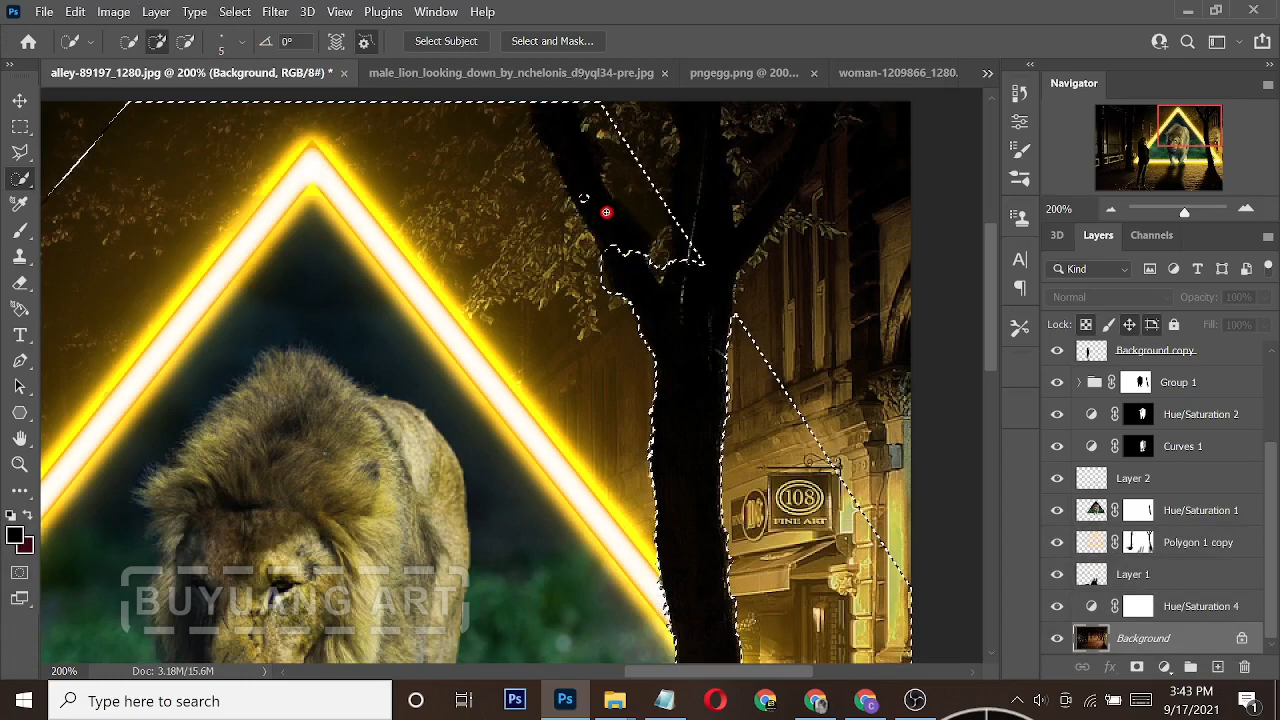 Ps File Edit Image Layer Type Select Filter 3D View Plugins Window Help
5 0° Select Subject Select and Mask...
alley-89197_1280.jpg @ 200% (Background, RGB/8#) * × male_lion_looking_down_by_nchelonis_d9yql3-pre.jpg × pngegg.png @ 200... × woman-1209866_1280.
Navigator
200%
3D Layers Channels
Kind
Normal Opacity: 100%
Lock: Fill: 100%
Background copy
Group 1
Hue/Saturation 2
Curves 1
Layer 2
Hue/Saturation 1
Polygon 1 copy
Layer 1
Hue/Saturation 4
Background
108
FINE ART
BUYUANG ART
200% Doc: 3.18M/15.6M
Type here to search
3:43 PM
9/17/2021